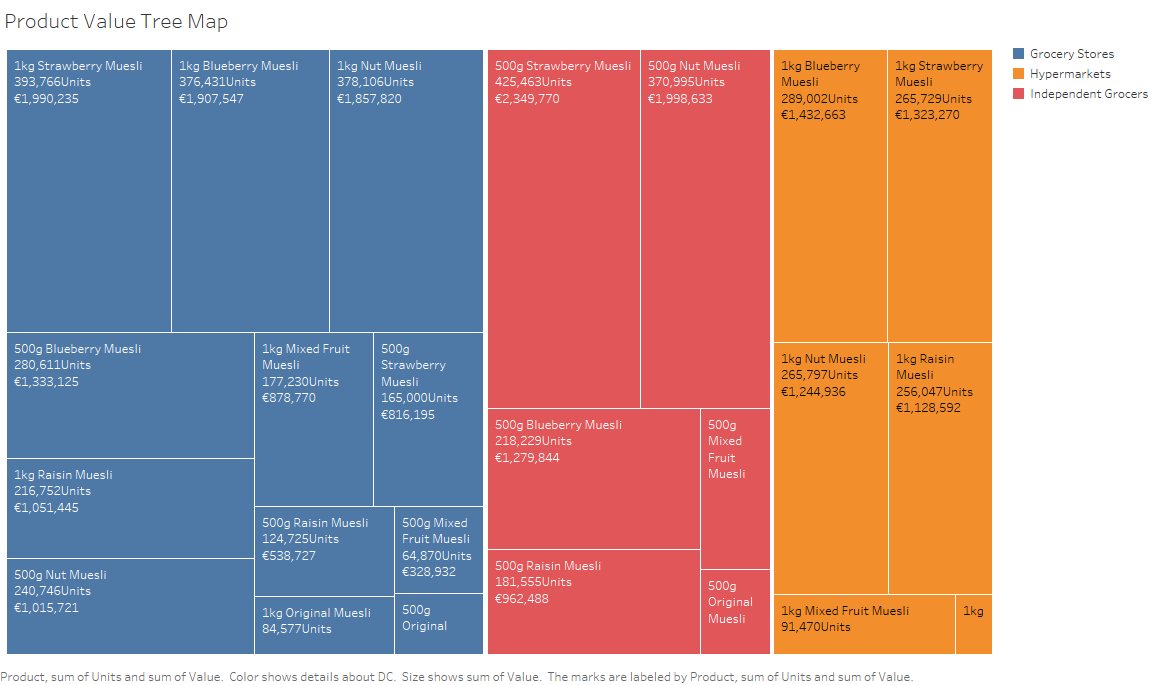 Product Value Tree Map
1kg Strawberry Muesli
393,766Units
€1,990,235
1kg Blueberry Muesli
376,431Units
€1,907,547
1kg Nut Muesli
378,106Units
€1,857,820
500g Blueberry Muesli
280,611Units
€1,333,125
1kg Raisin Muesli
216,752Units
€1,051,445
500g Nut Muesli
240,746Units
€1,015,721
1kg Mixed Fruit
Muesli
177,230Units
€878,770
500g
Strawberry
Muesli
165,000Units
€816,195
500g Raisin Muesli
124,725Units
€538,727
500g Mixed
Fruit Muesli
64,870Units
€328,932
1kg Original Muesli
84,577Units
500g
Original
500g Strawberry Muesli
425,463Units
€2,349,770
500g Nut Muesli
370,995Units
€1,998,633
500g Blueberry Muesli
218,229Units
€1,279,844
500g Raisin Muesli
181,555Units
€962,488
500g
Mixed
Fruit
Muesli
500g
Original
Muesli
1kg Blueberry
Muesli
289,002Units
€1,432,663
1kg Strawberry
Muesli
265,729Units
€1,323,270
1kg Nut Muesli
265,797Units
€1,244,936
1kg Raisin
Muesli
256,047Units
€1,128,592
1kg Mixed Fruit Muesli
91,470Units
1kg
Grocery Stores
Hypermarkets
Independent Grocers
Product, sum of Units and sum of Value.  Color shows details about DC.  Size shows sum of Value.  The marks are labeled by Product, sum of Units and sum of Value.